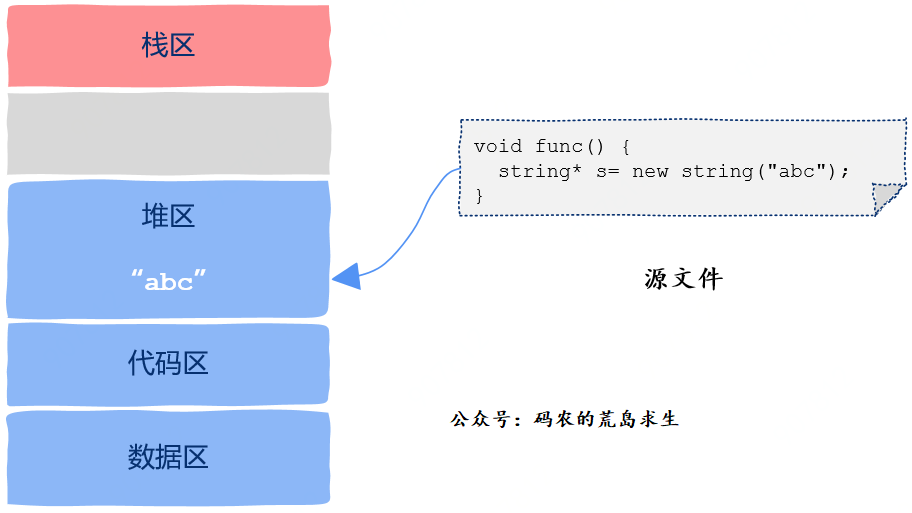 栈区
堆区
“abc”
代码区
数据区
void func() {
  string* s= new string("abc");
}
源文件
公众号：码农的荒岛求生